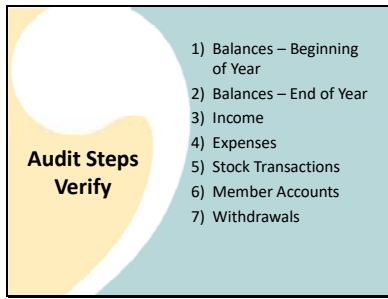 Audit Steps
Verify
1) Balances – Beginning
of Year
2) Balances – End of Year
3) Income
4) Expenses
5) Stock Transactions
6) Member Accounts
7) Withdrawals